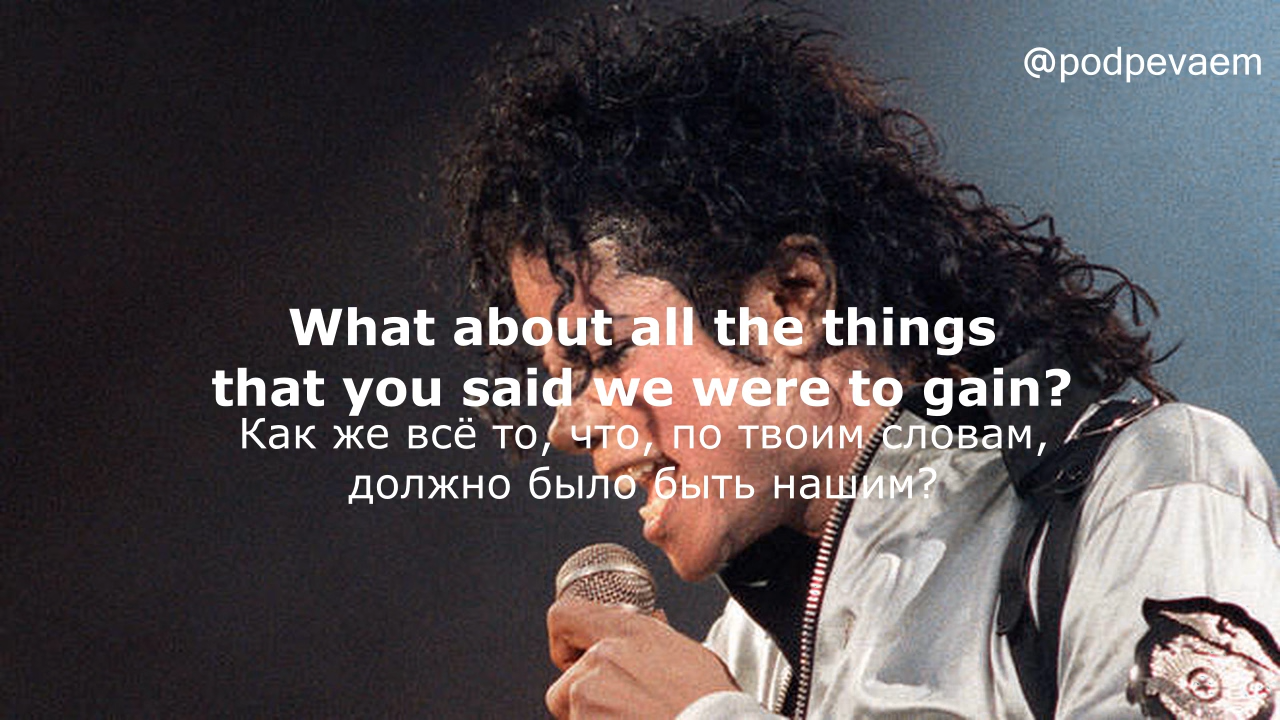 @podpevaem
What about all the things
that you said we were to gain?
Как же всё то, что, по твоим словам,
должно было быть нашим?